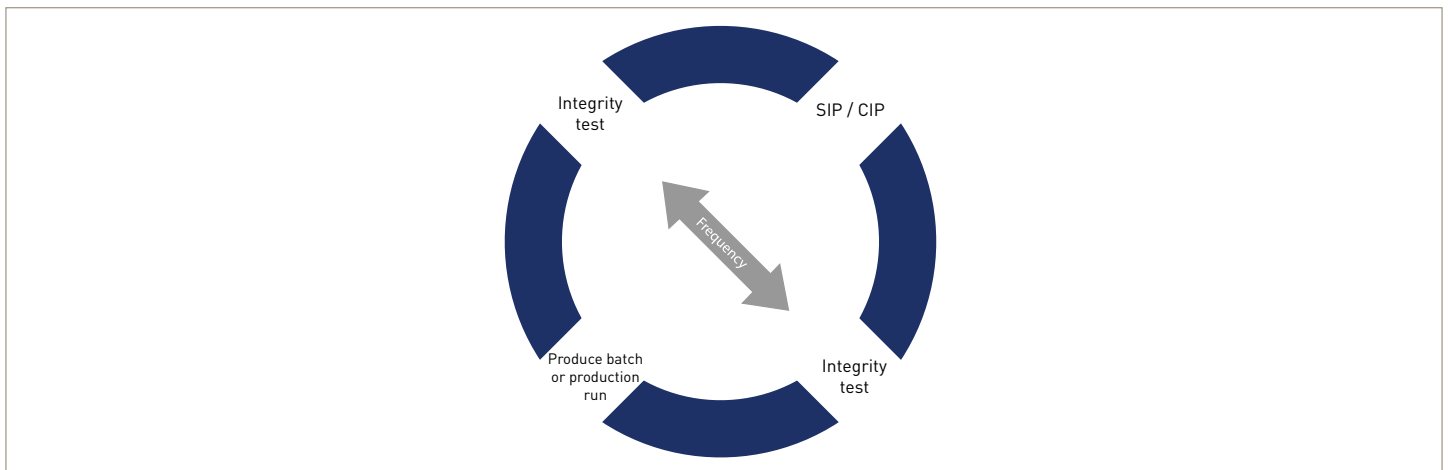 Integrity
test
SIP / CIP
Frequency
Produce batch
or production
run
Integrity
test